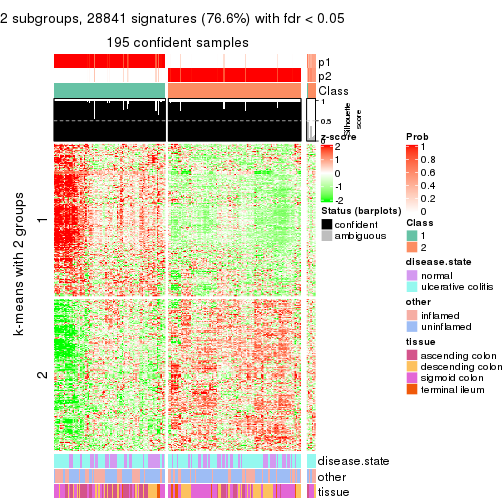 2 subgroups, 28841 signatures (76.6%) with fdr < 0.05
195 confident samples
p1
p2
Class
1
0.5
0
Silhouette
score
z-score
2
1
0
-1
-2
Status (barplots)
confident
ambiguous
Prob
1
0.8
0.6
0.4
0.2
0
Class
1
2
disease.state
normal
ulcerative colitis
other
inflamed
uninflamed
tissue
ascending colon
descending colon
sigmoid colon
terminal ileum
k-means with 2 groups
1
2
disease.state
other
tissue